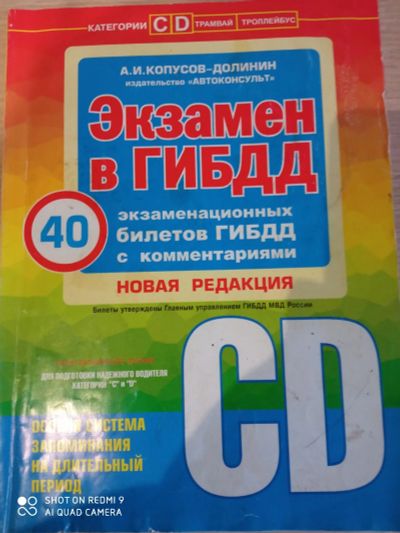 КАТЕГОРИИ CD ТРАМВАЙ ТРОЛЛЕЙБУС
А.И.КОПУСОВ-ДОЛИНИН
издательство «АВТОКОНСУЛЬТ»
Экзамен
в ГИБДД
40
экзаменационных
билетов ГИБДД
с комментариями
НОВАЯ РЕДАКЦИЯ
Билеты утверждены Главным управлением ГИБДД МВД России
CD
ДЛЯ ПОДГОТОВКИ НАДЕЖНОГО ВОДИТЕЛЯ
КАТЕГОРИИ "C" и "D"
ОСОБАЯ СИСТЕМА
ЗАПОМИНАНИЯ
НА ДЛИТЕЛЬНЫЙ
ПЕРИОД
SHOT ON REDMI 9
AI QUAD CAMERA